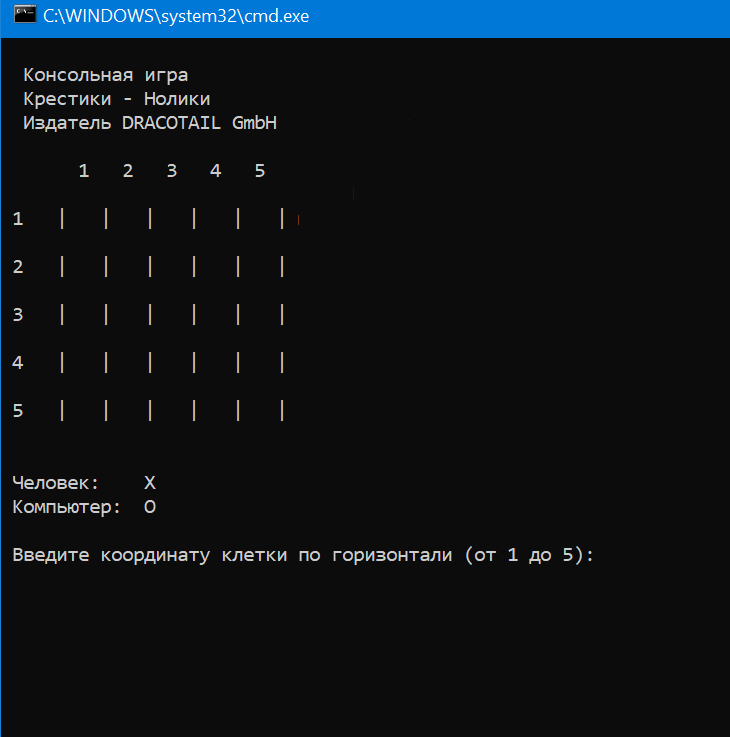 C:\WINDOWS\system32\cmd.exe
Консольная игра
Крестики - Нолики
Издатель DRACOTAIL GmbH
1 2 3 4 5
1 | | | | | |
2 | | | | | |
3 | | | | | |
4 | | | | | |
5 | | | | | |
Человек: X
Компьютер: O
Введите координату клетки по горизонтали (от 1 до 5):